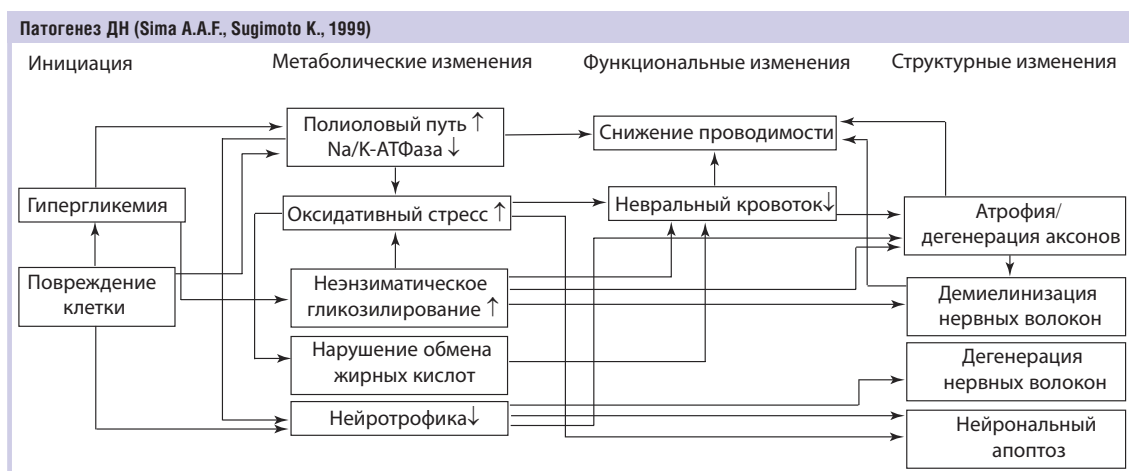 Патогенез ДН (Sima A.A.F., Sugimoto K., 1999)
Инициация
Метаболические изменения
Функциональные изменения
Структурные изменения
Гипергликемия
Повреждение
клетки
Полиоловый путь ↑
Na/K-АТФаза ↓
Оксидативный стресс ↑
Неэнзиматическое
гликозилирование ↑
Нарушение обмена
жирных кислот
Нейротрофика↓
Снижение проводимости
Невральный кровоток↓
Атрофия/
дегенерация аксонов
Демиелинизация
нервных волокон
Дегенерация
нервных волокон
Нейрональный
апоптоз